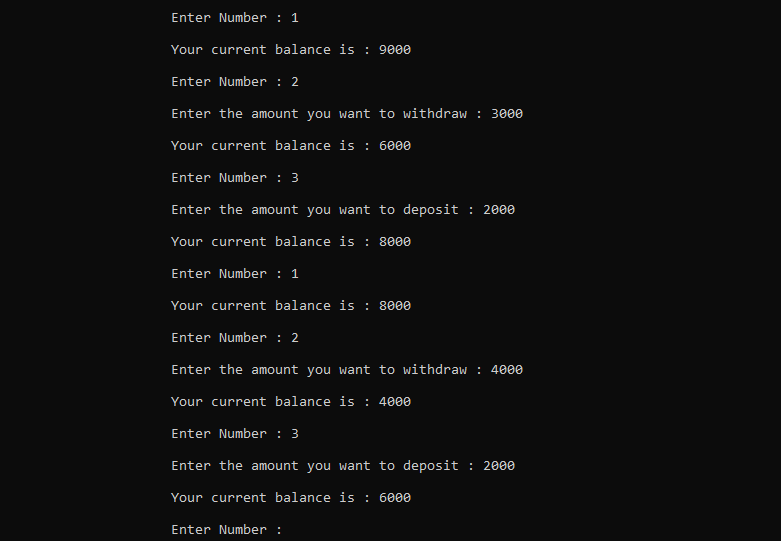 Enter Number : 1
Your current balance is : 9000
Enter Number : 2
Enter the amount you want to withdraw : 3000
Your current balance is : 6000
Enter Number : 3
Enter the amount you want to deposit : 2000
Your current balance is : 8000
Enter Number : 1
Your current balance is : 8000
Enter Number : 2
Enter the amount you want to withdraw : 4000
Your current balance is : 4000
Enter Number : 3
Enter the amount you want to deposit : 2000
Your current balance is : 6000
Enter Number :